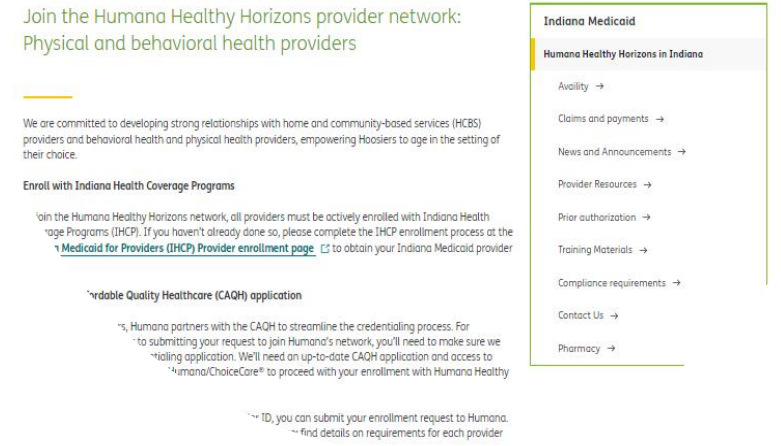 Join the Humana Healthy Horizons provider network:
Physical and behavioral health providers
We are committed to developing strong relationships with home and community-based services (HCBS)
providers and behavioral health and physical health providers, empowering Hoosiers to age in the setting of
their choice.
Enroll with Indiana Health Coverage Programs
the Humana Healthy Horizons network, all providers must be actively enrolled with Indiana Health
Programs (IHCP). If you haven't already done so, please complete the IHCP enrollment process at the
Medicaid for Providers (IHCP) Provider enrollment page to obtain your Indiana Medicaid provider
Quality Healthcare (CAQH) application
Humana partners with the CAQH to streamline the credentialing process. For
to submitting your request to join Humana's network, you'll need to make sure we
application. We'll need an up-to-date CAQH application and access to
to proceed with your enrollment with Humana Healthy
ID, you can submit your enrollment request to Humana.
find details on requirements for each provider
Indiana Medicaid
Humana Healthy Horizons in Indiana
Availity →
Claims and payments →
News and Announcements →
Provider Resources →
Prior authorization →
Training Materials →
Compliance requirements →
Contact Us →
Pharmacy →